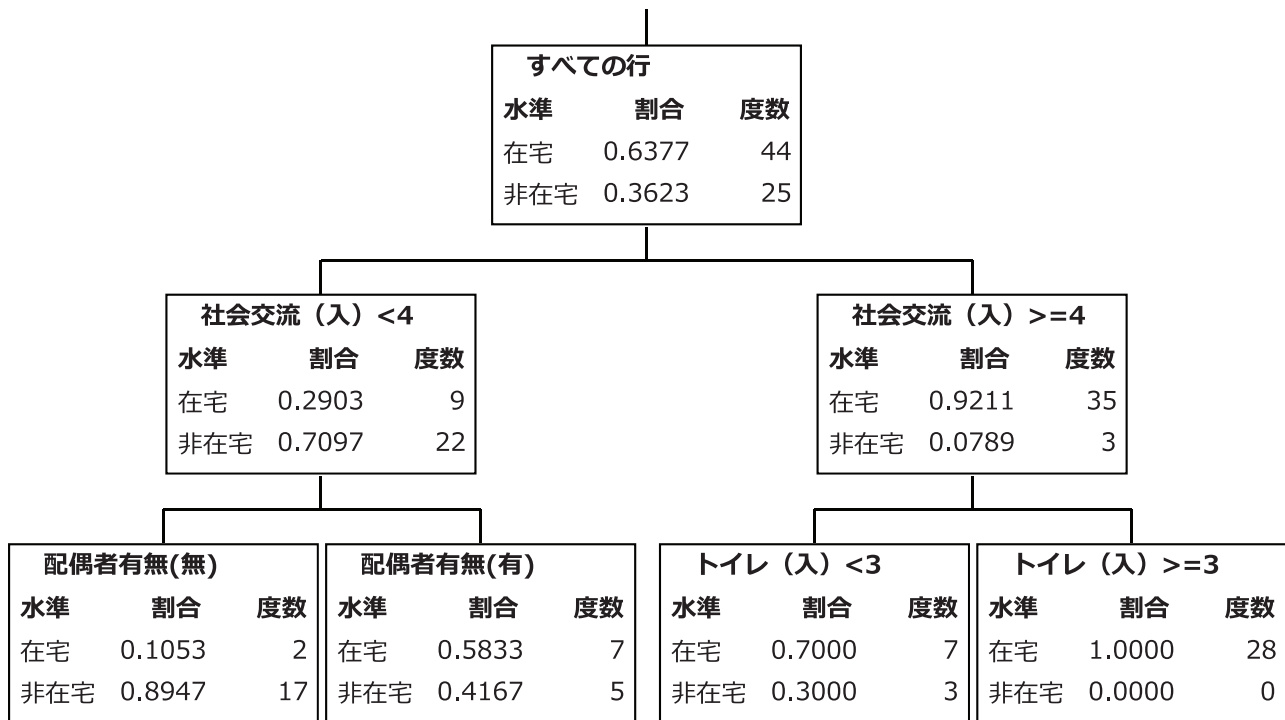 すべての行
水準 割合 度数
在宅 0.6377 44
非在宅 0.3623 25
社会交流（入）<4
水準 割合 度数
在宅 0.2903 9
非在宅 0.7097 22
社会交流（入）>=4
水準 割合 度数
在宅 0.9211 35
非在宅 0.0789 3
配偶者有無(無)
水準 割合 度数
在宅 0.1053 2
非在宅 0.8947 17
配偶者有無(有)
水準 割合 度数
在宅 0.5833 7
非在宅 0.4167 5
トイレ（入）<3
水準 割合 度数
在宅 0.7000 7
非在宅 0.3000 3
トイレ（入）>=3
水準 割合 度数
在宅 1.0000 28
非在宅 0.0000 0